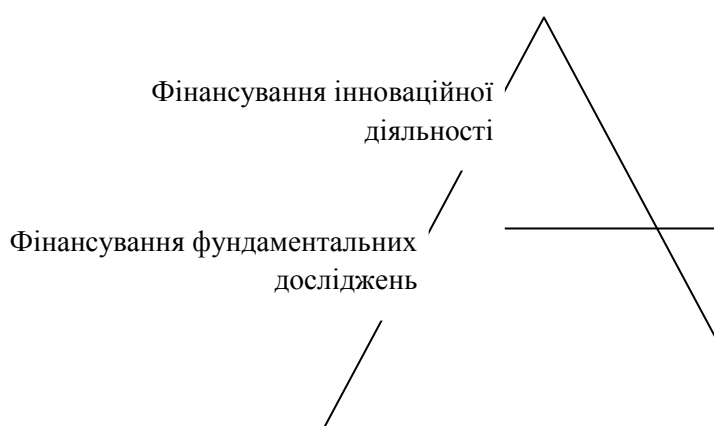 Фінансування інноваційної
діяльності
Фінансування фундаментальних
досліджень